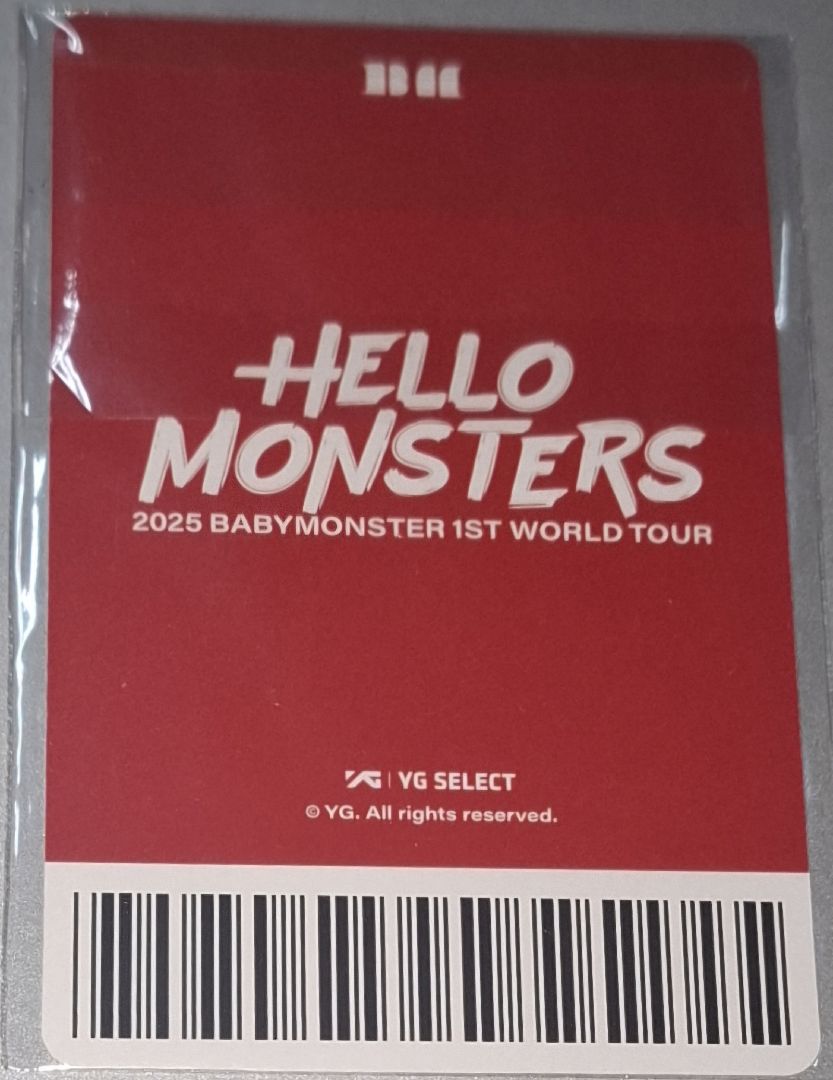 HELLO
MONSTERS
2025 BABYMONSTER 1ST WORLD TOUR
YG | YG SELECT
© YG. All rights reserved.